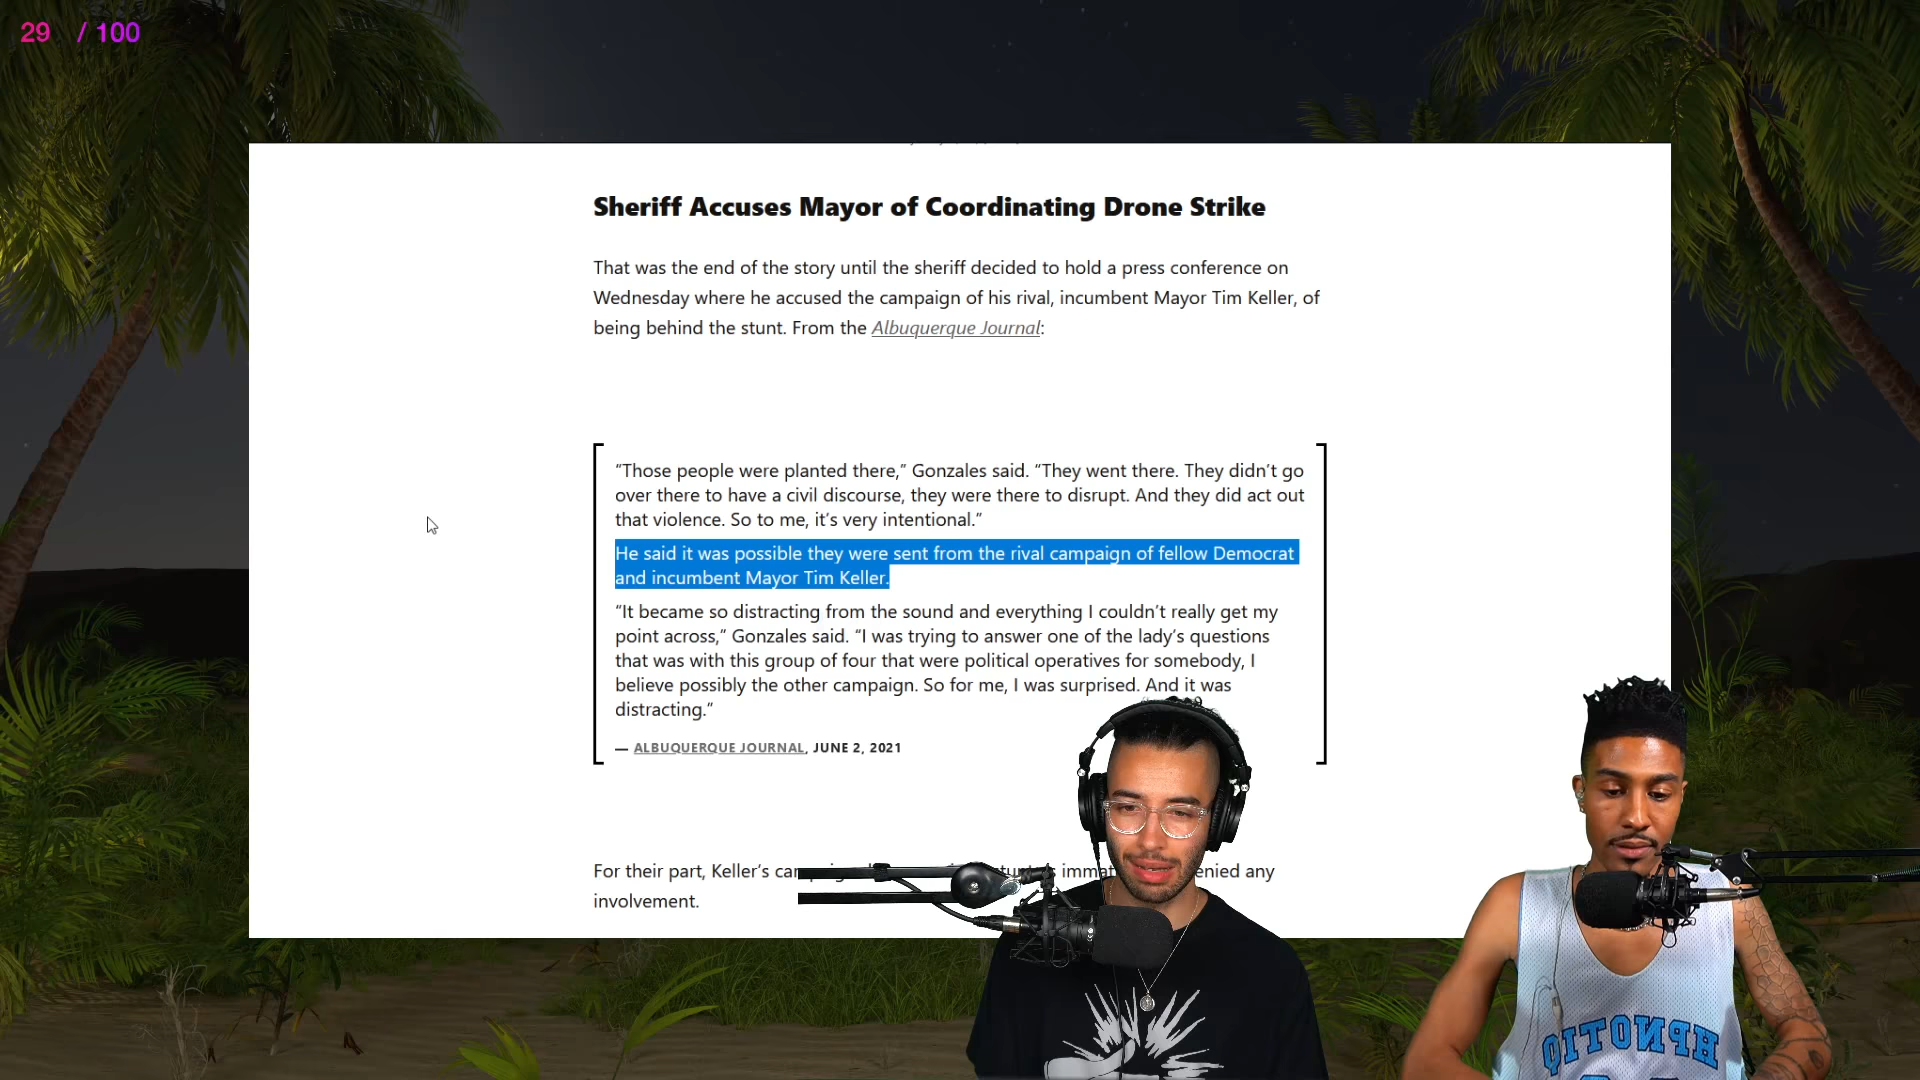 29 / 100
Sheriff Accuses Mayor of Coordinating Drone Strike
That was the end of the story until the sheriff decided to hold a press conference on
Wednesday where he accused the campaign of his rival, incumbent Mayor Tim Keller, of
being behind the stunt. From the Albuquerque Journal:
“Those people were planted there,” Gonzales said. “They went there. They didn’t go
over there to have a civil discourse, they were there to disrupt. And they did act out
that violence. So to me, it’s very intentional.”
He said it was possible they were sent from the rival campaign of fellow Democrat
and incumbent Mayor Tim Keller.
“It became so distracting from the sound and everything I couldn’t really get my
point across,” Gonzales said. “I was trying to answer one of the lady’s questions
that was with this group of four that were political operatives for somebody, I
believe possibly the other campaign. So for me, I was surprised. And it was
distracting.”
— ALBUQUERQUE JOURNAL, JUNE 2, 2021
For their part, Keller’s any
involvement.
HPNOTIQ